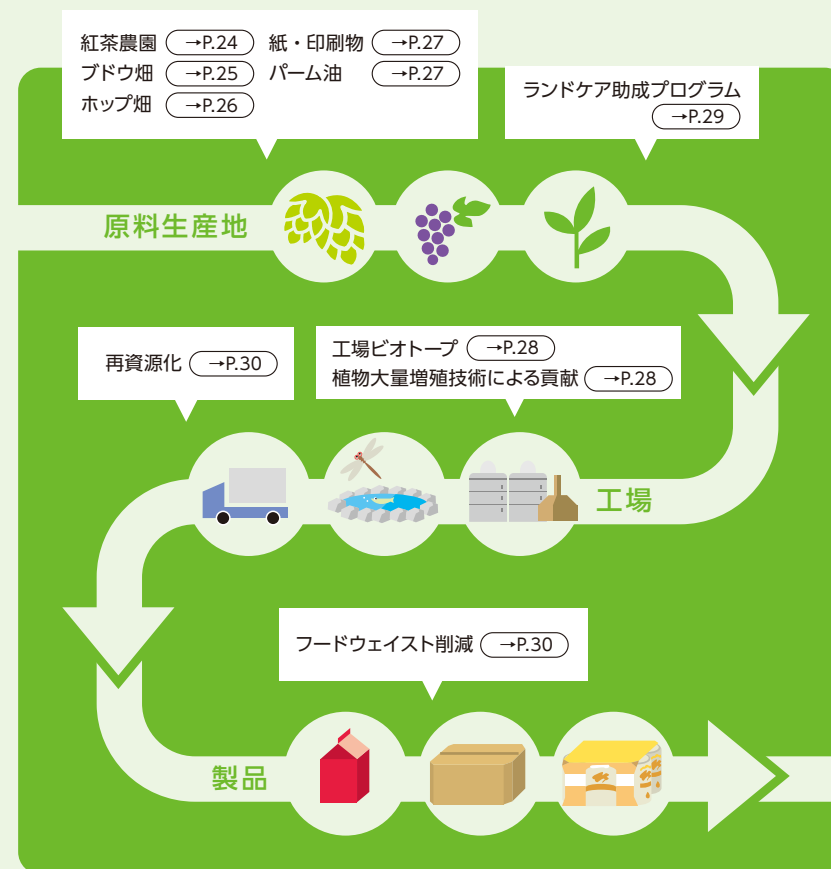 紅茶農園 →P.24 紙・印刷物 →P.27
ブドウ畑 →P.25 パーム油 →P.27
ホップ畑 →P.26
ランドケア助成プログラム
→P.29
原料生産地
再資源化 →P.30
工場ビオトープ →P.28
植物大量増殖技術による貢献 →P.28
工場
フードウェイスト削減 →P.30
製品